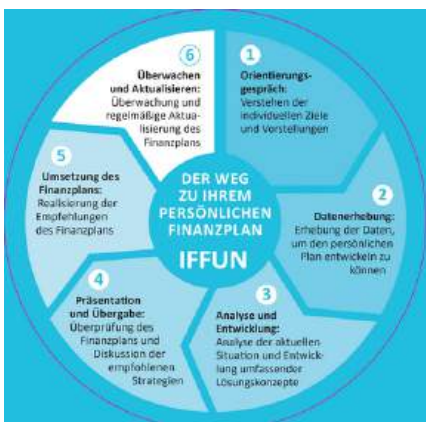 1
Orientierungs-
gespräch:
Verstehen der
individuellen Ziele
und Vorstellungen
2
Datenerhebung:
Erhebung der Daten,
um den persönlichen
Plan entwickeln zu
können
3
Analyse und
Entwicklung:
Analyse der aktuellen
Situation und Entwick-
lung umfassender
Lösungskonzepte
4
Präsentation
und Übergabe:
Überprüfung des
Finanzplans und
Diskussion der
empfohlenen
Strategien
5
Umsetzung des
Finanzplans:
Realisierung der
Empfehlungen
des Finanzplans
6
Überwachen
und Aktualisieren:
Überwachung und
regelmäßige Aktua-
lisierung des
Finanzplans
DER WEG
ZU IHREM
PERSÖNLICHEN
FINANZPLAN
IFFUN